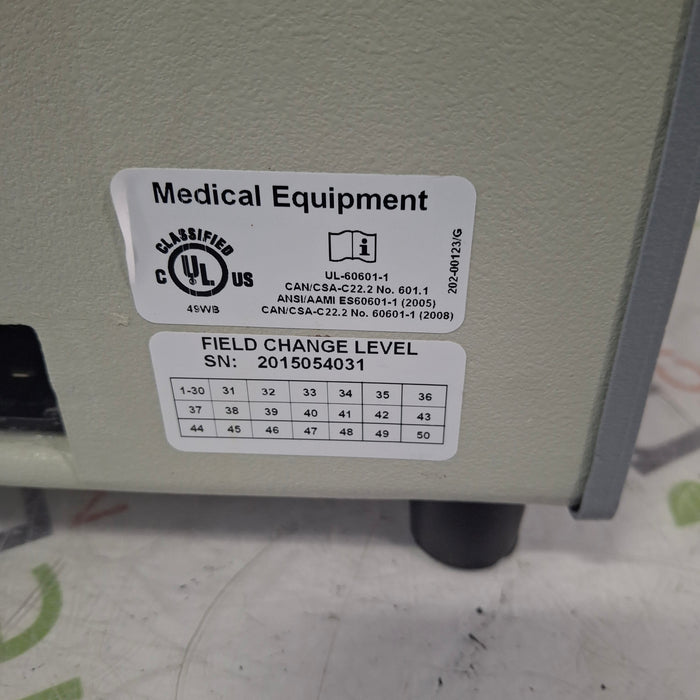 Medical Equipment
CLASSIFIED
C UL US
49WB
i
UL-60601-1
CAN/CSA-C22.2 No. 601.1
ANSI/AAMI ES60601-1 (2005)
CAN/CSA-C22.2 No. 60601-1 (2008)
202-00123/G
FIELD CHANGE LEVEL
SN: 2015054031
1-30 31 32 33 34 35 36
37 38 39 40 41 42 43
44 45 46 47 48 49 50